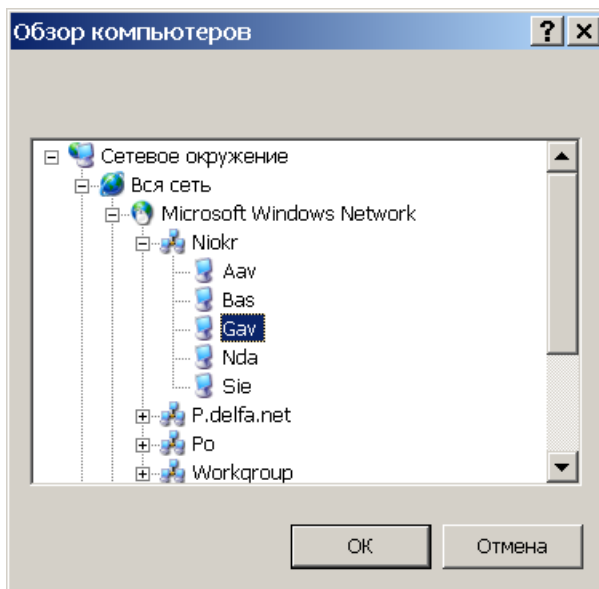 Обзор компьютеров
Сетевое окружение
Вся сеть
Microsoft Windows Network
Niokr
Aav
Bas
Gav
Nda
Sie
P.delfa.net
Po
Workgroup
ОК
Отмена